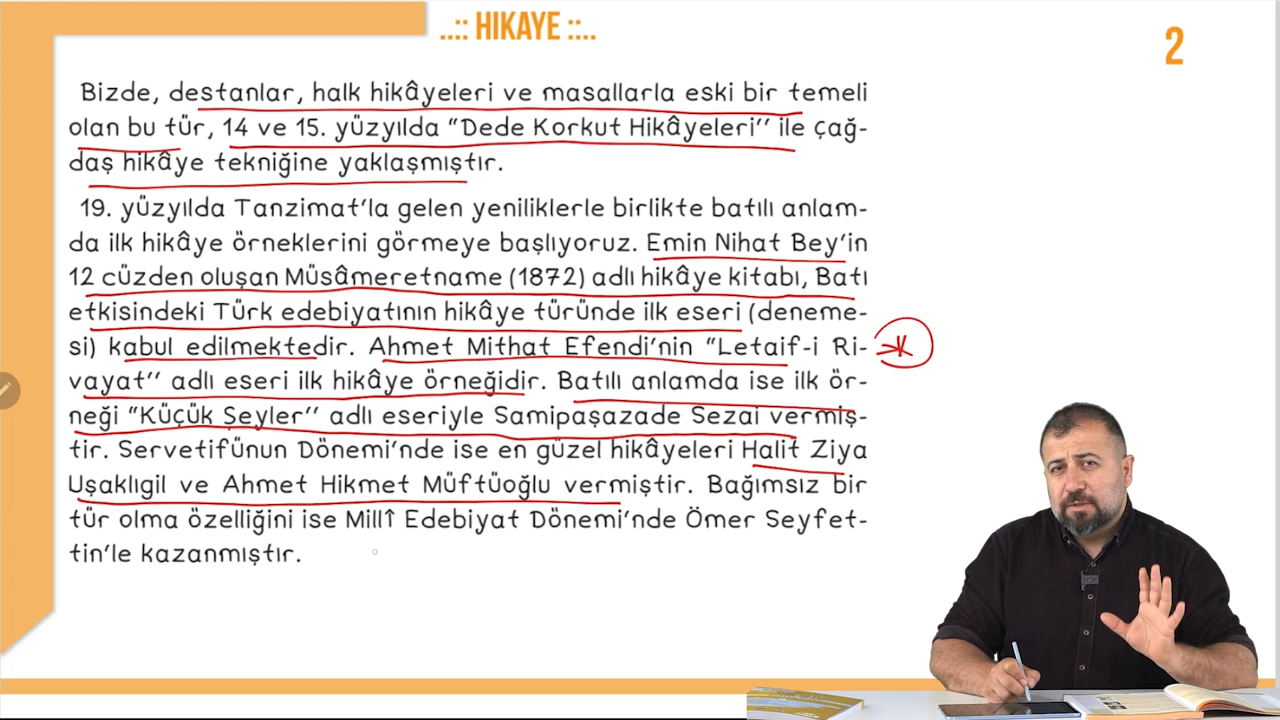 ..:: HIKAYE ::..
2
Bizde, destanlar, halk hikâyeleri ve masallarla eski bir temeli
olan bu tür, 14 ve 15. yüzyılda “Dede Korkut Hikâyeleri’’ ile çağ-
daş hikâye tekniğine yaklaşmıştır.
19. yüzyılda Tanzimat’la gelen yeniliklerle birlikte batılı anlam-
da ilk hikâye örneklerini görmeye başlıyoruz. Emin Nihat Bey’in
12 cüzden oluşan Müsâmeretname (1872) adlı hikâye kitabı, Batı
etkisindeki Türk edebiyatının hikâye türünde ilk eseri (deneme-
si) kabul edilmektedir. Ahmet Mithat Efendi’nin “Letaif-i Ri-
vayat’’ adlı eseri ilk hikâye örneğidir. Batılı anlamda ise ilk ör-
neği “Küçük Şeyler’’ adlı eseriyle Samipaşazade Sezai vermiş-
tir. Servetifünun Dönemi’nde ise en güzel hikâyeleri Halit Ziya
Uşaklıgil ve Ahmet Hikmet Müftüoğlu vermiştir. Bağımsız bir
tür olma özelliğini ise Millî Edebiyat Dönemi’nde Ömer Seyfet-
tin’le kazanmıştır.